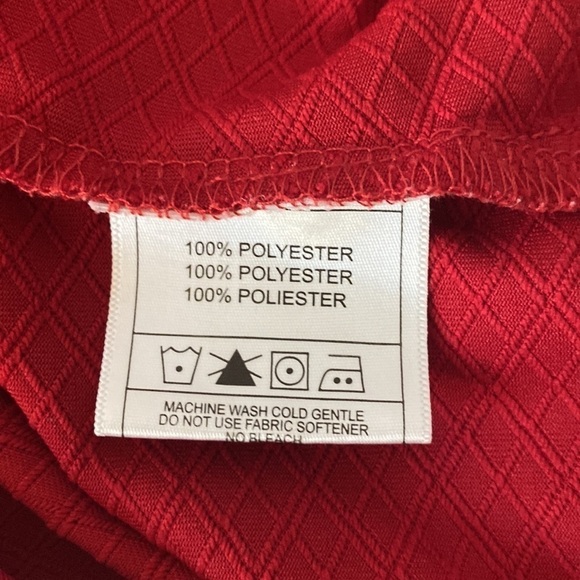 100% POLYESTER
100% POLYESTER
100% POLIESTER
MACHINE WASH COLD GENTLE
DO NOT USE FABRIC SOFTENER
NO BLEACH